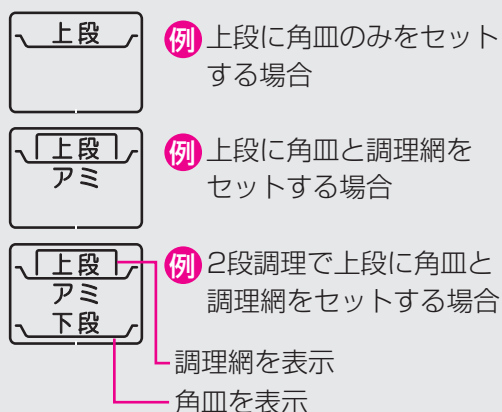 上段
例 上段に角皿のみをセット
する場合
上段
アミ
例 上段に角皿と調理網を
セットする場合
上段
アミ
下段
例 2段調理で上段に角皿と
調理網をセットする場合
調理網を表示
角皿を表示